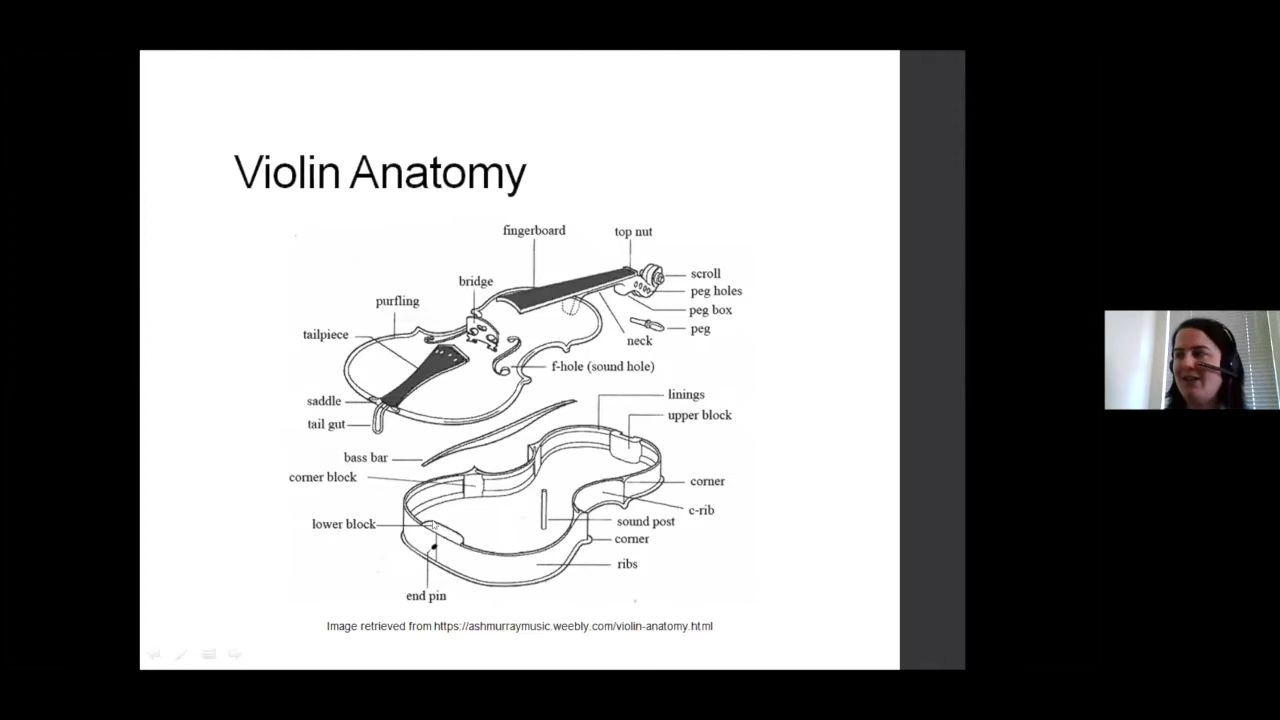 Violin Anatomy
fingerboard
top nut
bridge
scroll
peg holes
purfling
peg box
peg
tailpiece
neck
f-hole (sound hole)
linings
saddle
upper block
tail gut
bass bar
corner block
corner
c-rib
lower block
sound post
corner
ribs
end pin
Image retrieved from https://ashmurraymusic.weebly.com/violin-anatomy.html